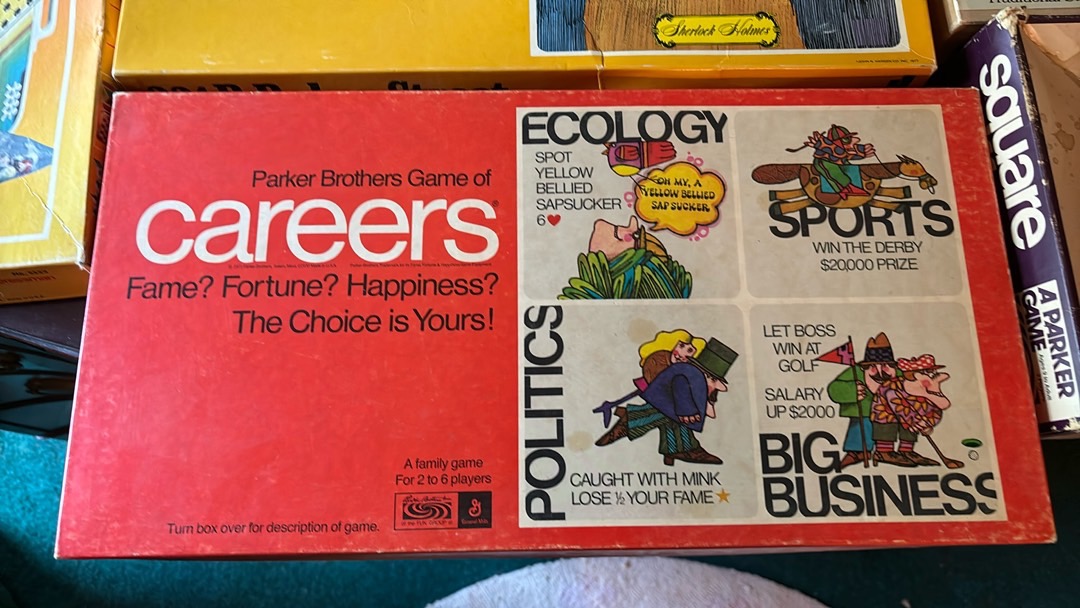 Sherlock Holmes
Parker Brothers Game of
careers®
Fame? Fortune? Happiness?
The Choice is Yours!
A family game
For 2 to 6 players
General Mills
Turn box over for description of game.
ECOLOGY
SPOT
YELLOW
BELLIED
SAPSUCKER
6♥
OH MY, A
YELLOW BELLIED
SAP SUCKER.
SPORTS
WIN THE DERBY
$20,000 PRIZE
POLITICS
CAUGHT WITH MINK
LOSE ½ YOUR FAME★
LET BOSS
WIN AT
GOLF
SALARY
UP $2000
BIG
BUSINESS
square
A PARKER
GAME